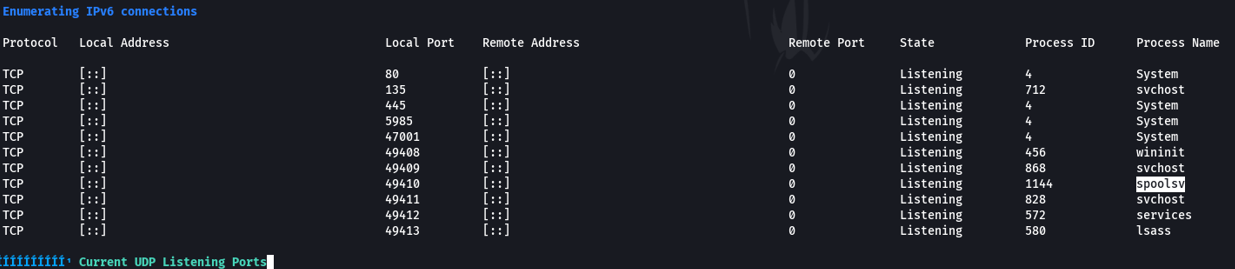 Enumerating IPv6 connections
Protocol Local Address Local Port Remote Address Remote Port State Process ID Process Name
TCP [::] 80 [::] 0 Listening 4 System
TCP [::] 135 [::] 0 Listening 712 svchost
TCP [::] 445 [::] 0 Listening 4 System
TCP [::] 5985 [::] 0 Listening 4 System
TCP [::] 47001 [::] 0 Listening 4 System
TCP [::] 49408 [::] 0 Listening 456 wininit
TCP [::] 49409 [::] 0 Listening 868 svchost
TCP [::] 49410 [::] 0 Listening 1144 spoolsv
TCP [::] 49411 [::] 0 Listening 828 svchost
TCP [::] 49412 [::] 0 Listening 572 services
TCP [::] 49413 [::] 0 Listening 580 lsass
Current UDP Listening Ports